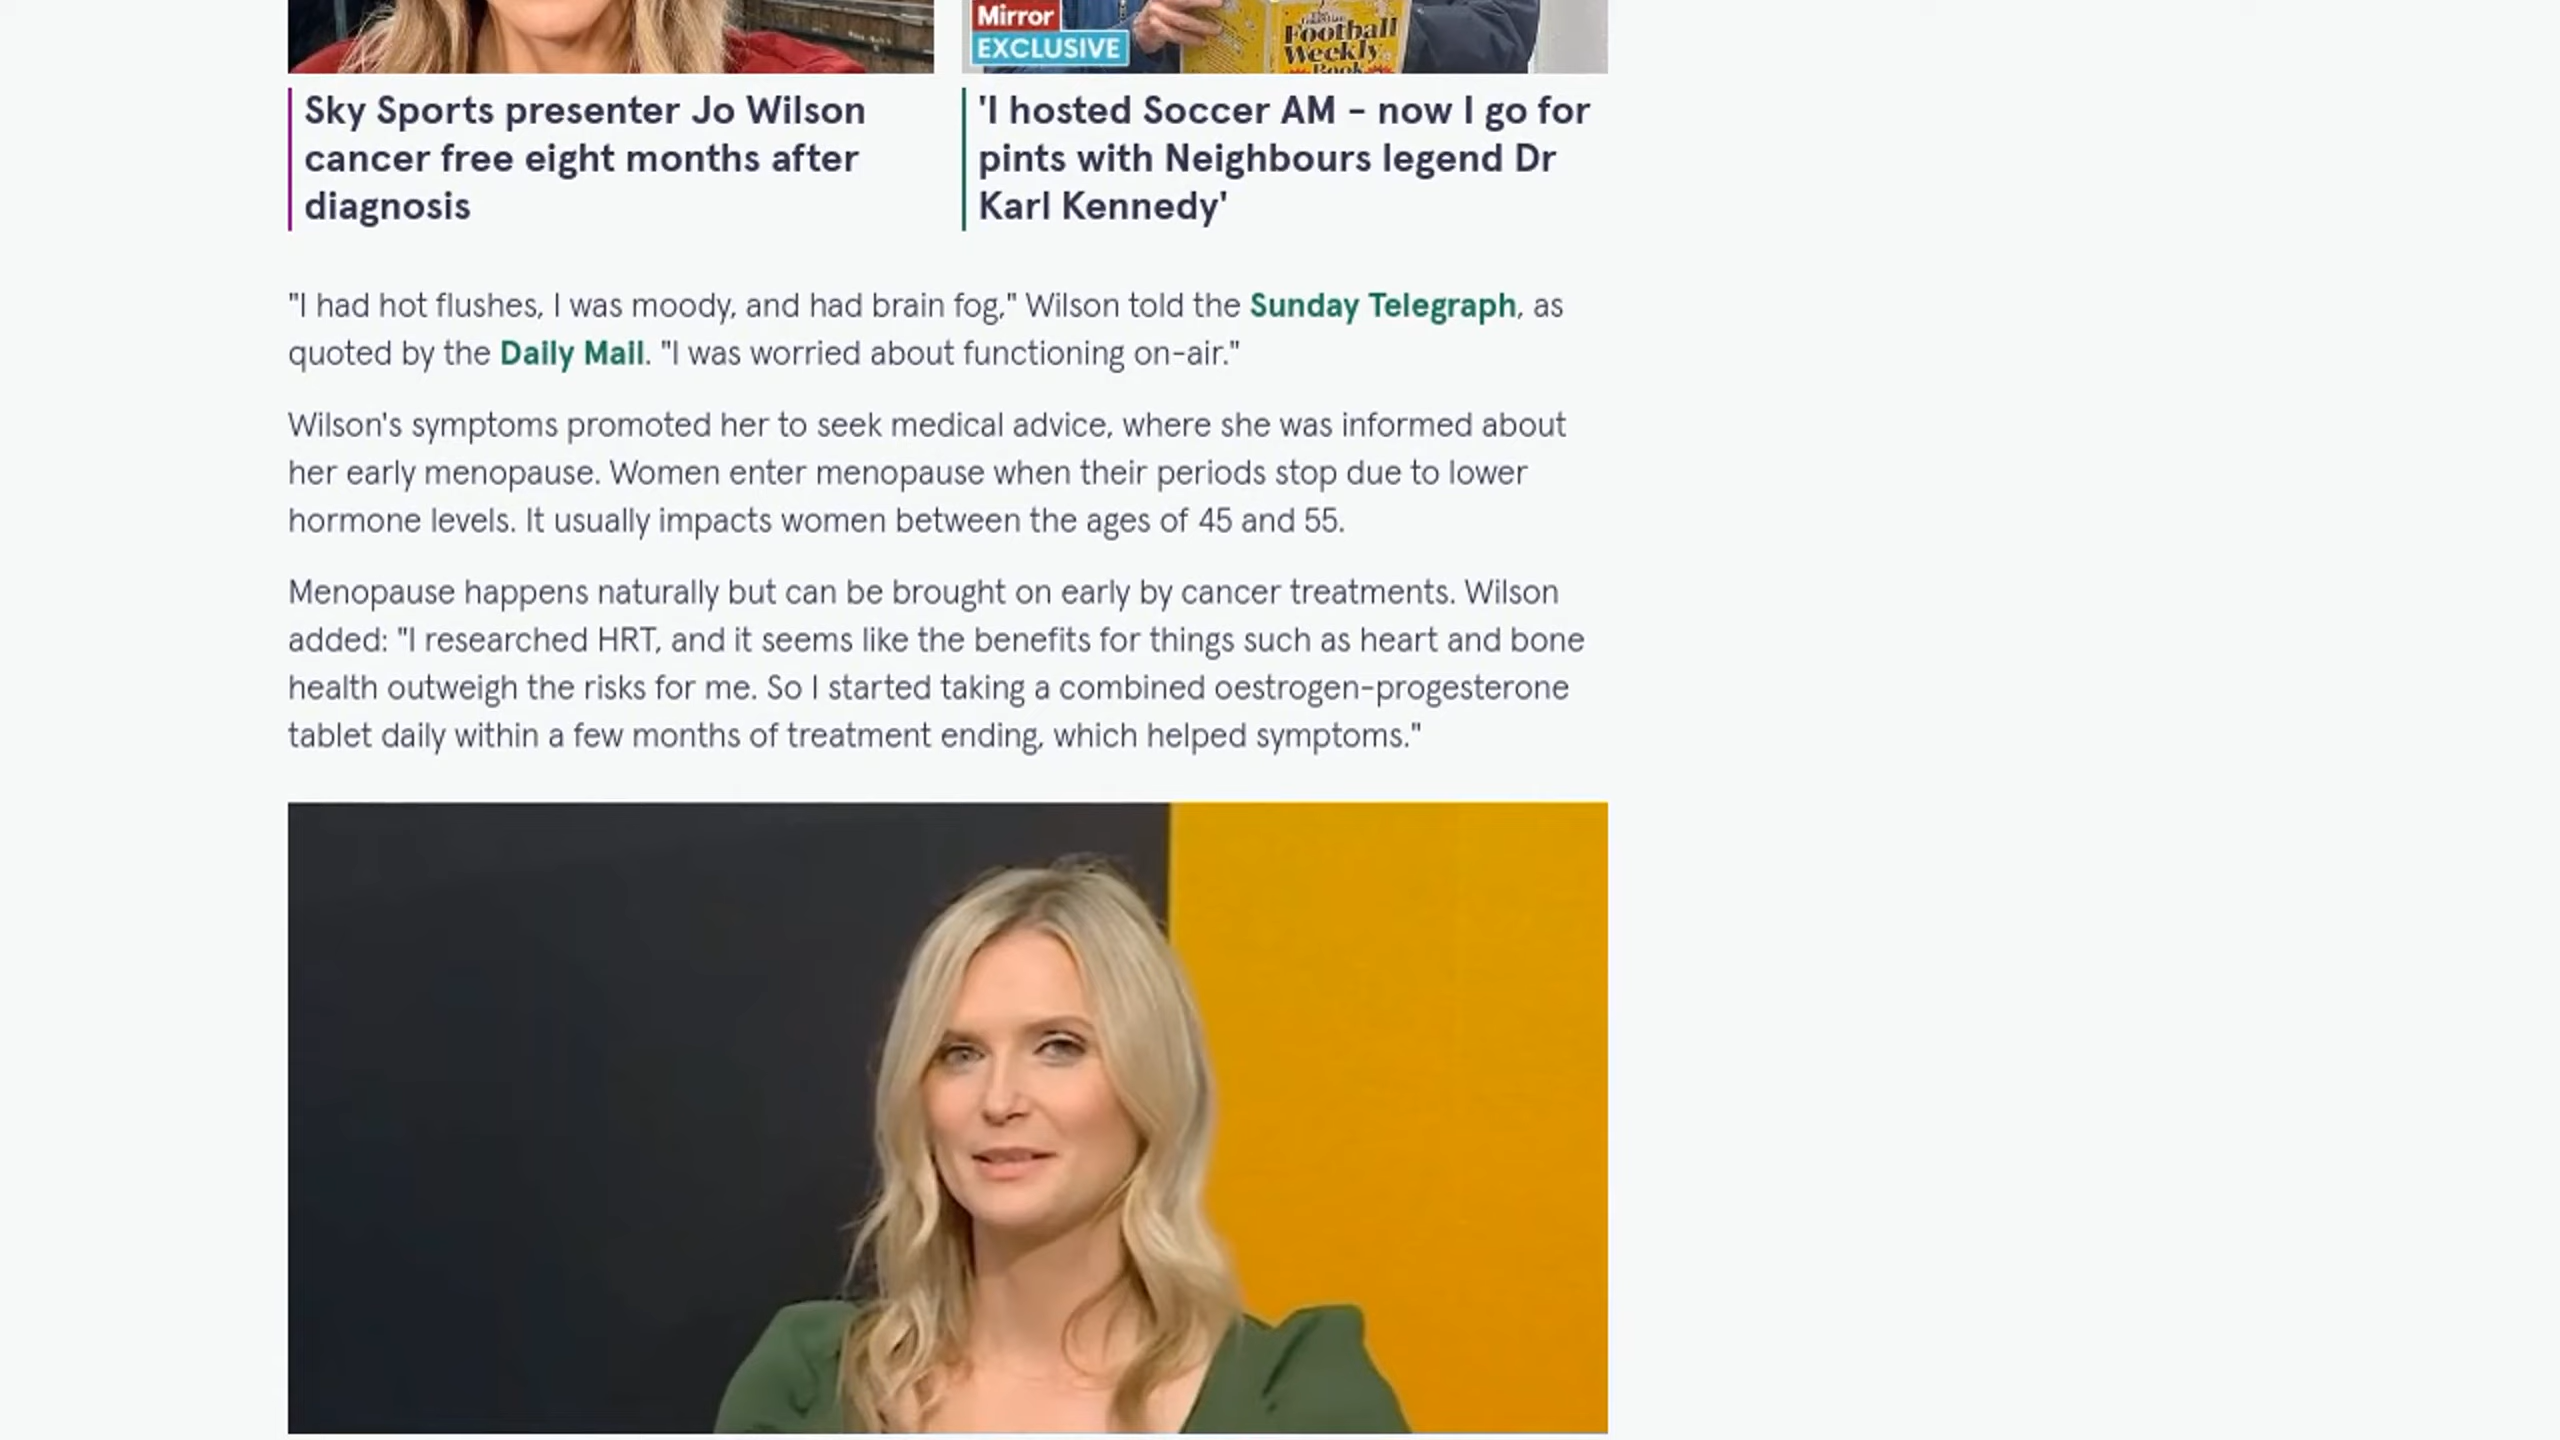 Mirror
EXCLUSIVE
Football
Weekly
Book
Sky Sports presenter Jo Wilson
cancer free eight months after
diagnosis
'I hosted Soccer AM - now I go for
pints with Neighbours legend Dr
Karl Kennedy'
"I had hot flushes, I was moody, and had brain fog," Wilson told the Sunday Telegraph, as
quoted by the Daily Mail. "I was worried about functioning on-air."
Wilson's symptoms promoted her to seek medical advice, where she was informed about
her early menopause. Women enter menopause when their periods stop due to lower
hormone levels. It usually impacts women between the ages of 45 and 55.
Menopause happens naturally but can be brought on early by cancer treatments. Wilson
added: "I researched HRT, and it seems like the benefits for things such as heart and bone
health outweigh the risks for me. So I started taking a combined oestrogen-progesterone
tablet daily within a few months of treatment ending, which helped symptoms."